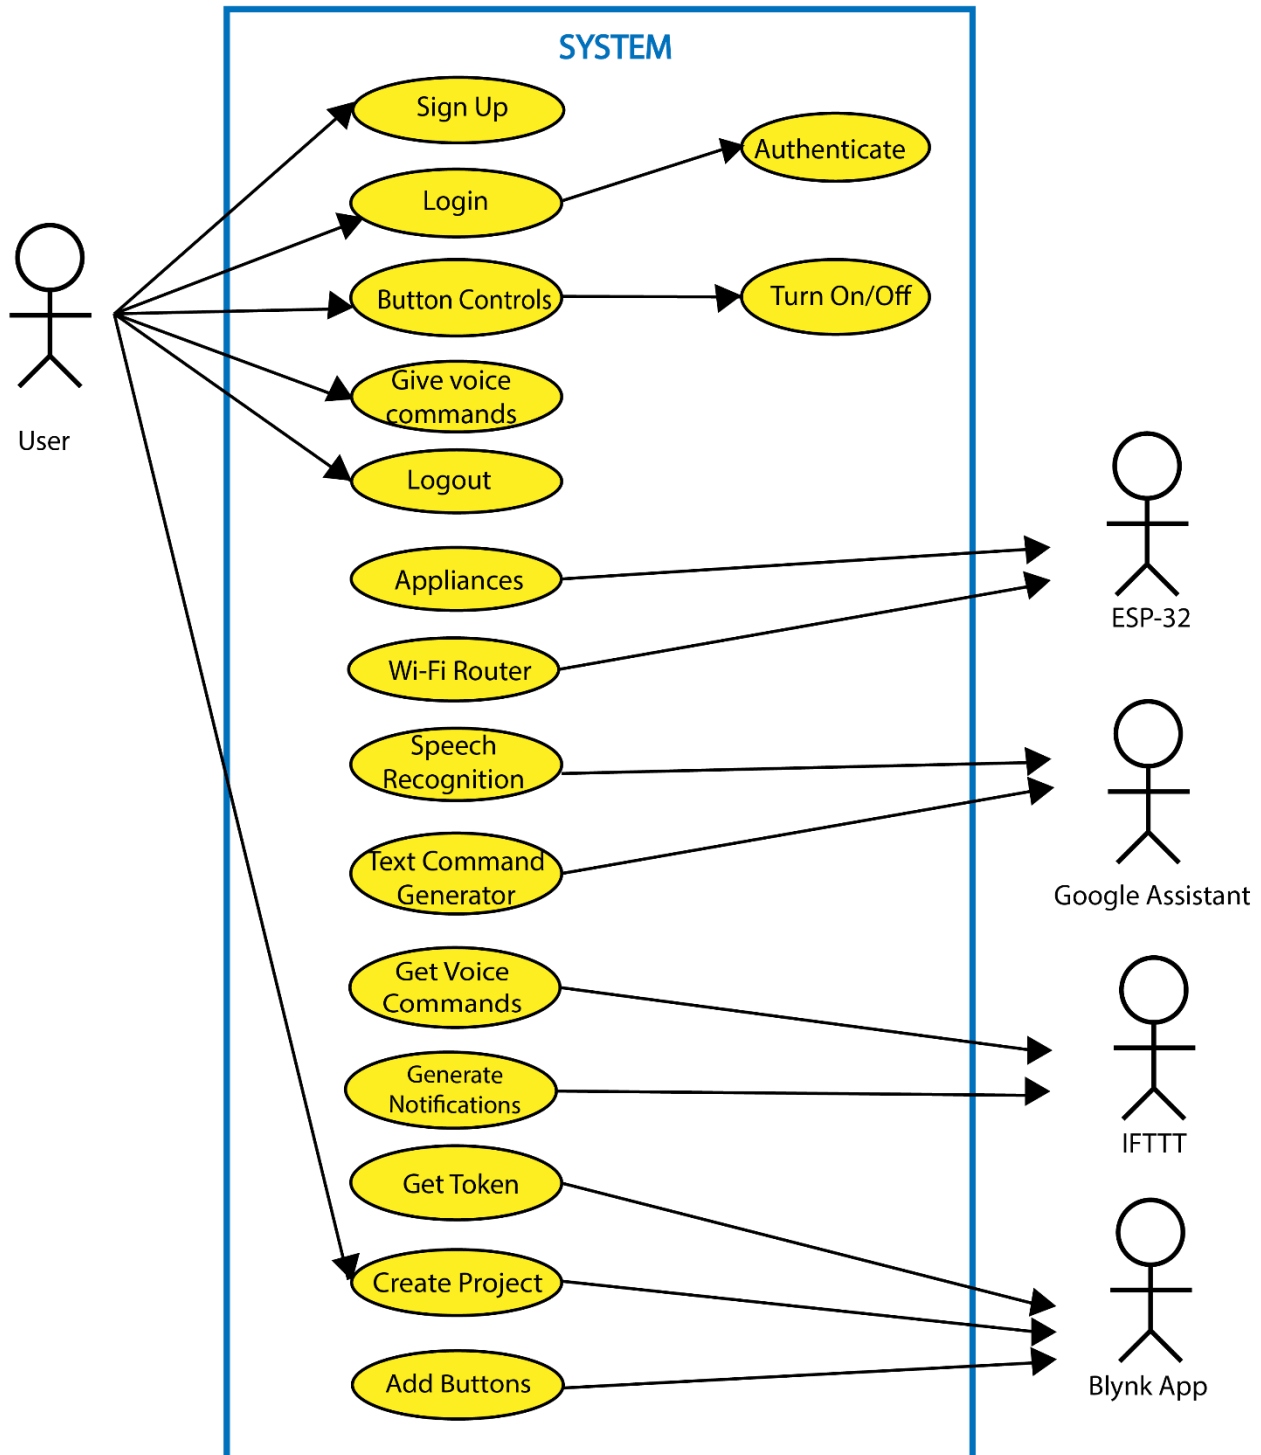 SYSTEM
Sign Up
Authenticate
Login
Button Controls
Turn On/Off
Give voice
commands
User
Logout
Appliances
ESP-32
Wi-Fi Router
Speech
Recognition
Text Command
Generator
Google Assistant
Get Voice
Commands
Generate
Notifications
IFTTT
Get Token
Create Project
Add Buttons
Blynk App